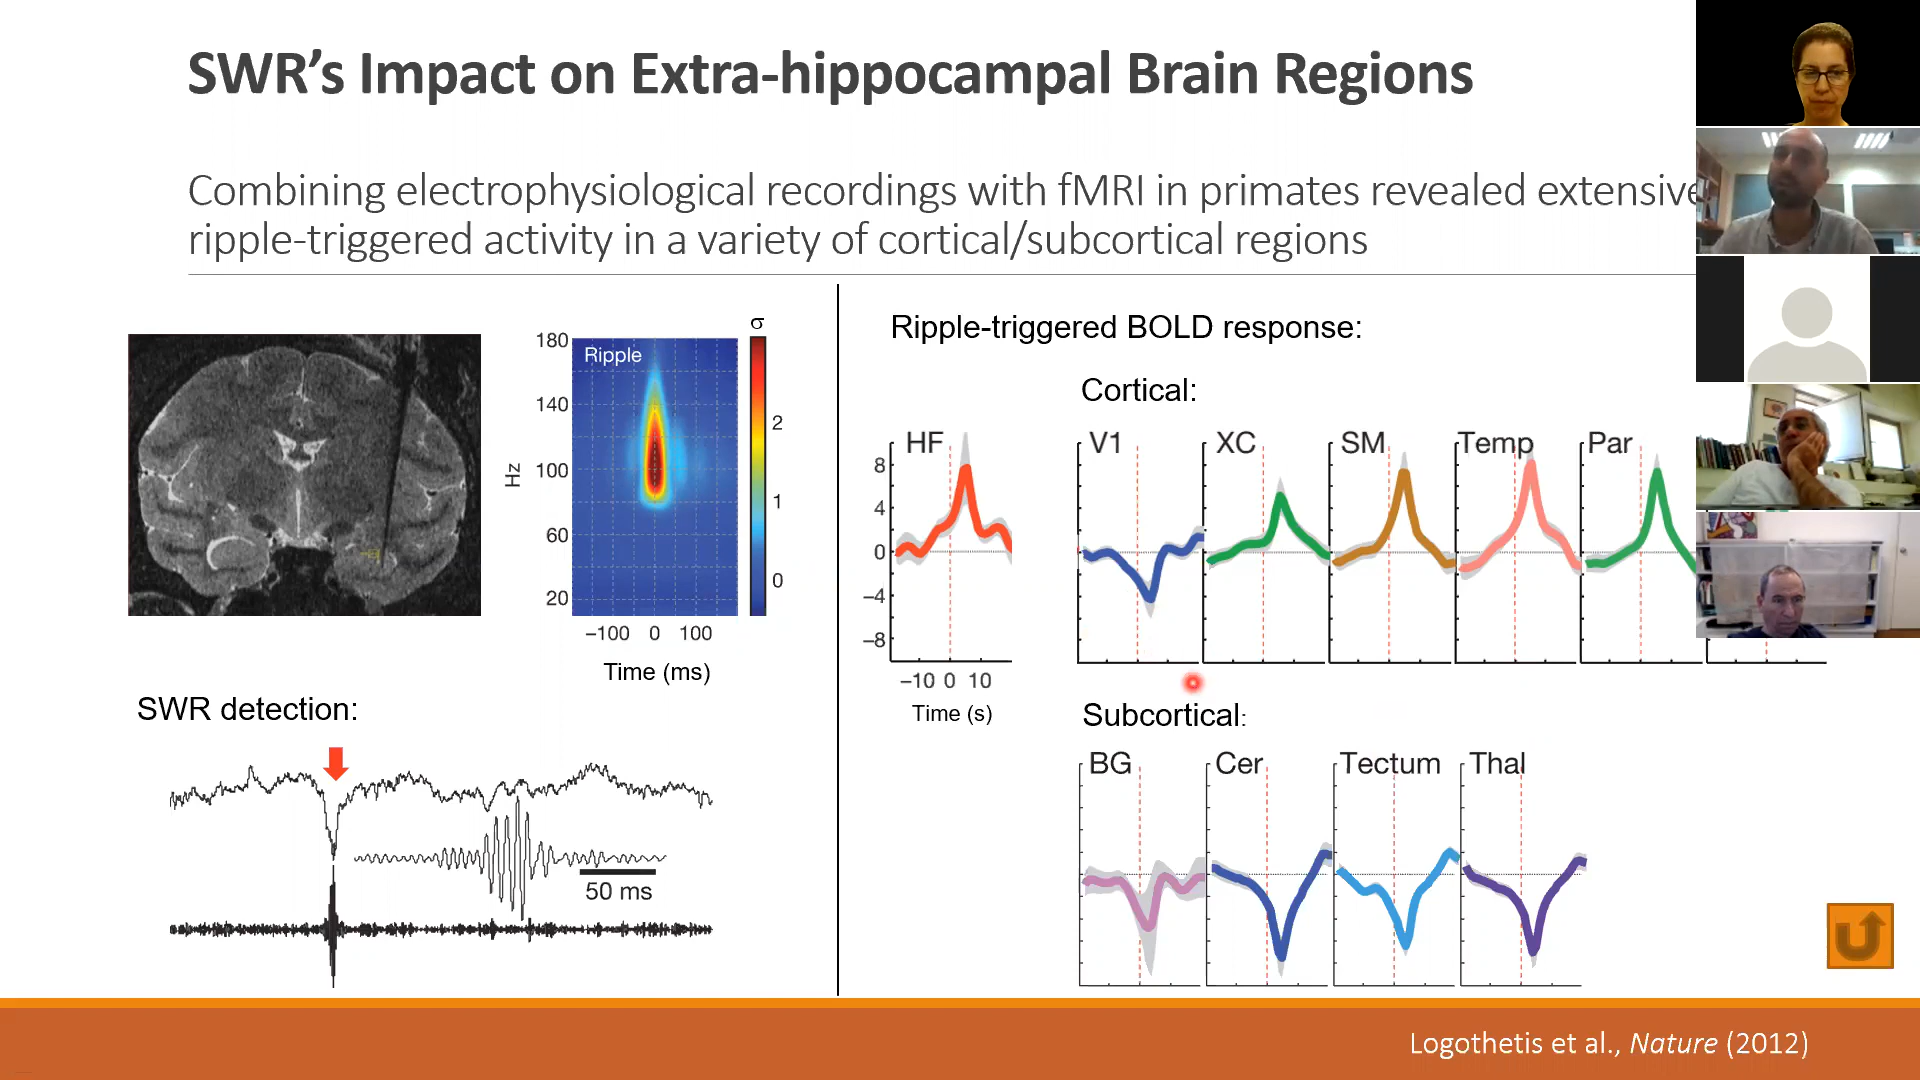 SWR’s Impact on Extra-hippocampal Brain Regions
Combining electrophysiological recordings with fMRI in primates revealed extensive
ripple-triggered activity in a variety of cortical/subcortical regions
180
140
100
60
20
Hz
Ripple
−100 0 100
Time (ms)
σ
2
1
0
SWR detection:
50 ms
Ripple-triggered BOLD response:
Cortical:
HF
8
4
0
−4
−8
−10 0 10
Time (s)
V1
XC
SM
Temp
Par
Subcortical:
BG
Cer
Tectum
Thal
Logothetis et al., Nature (2012)